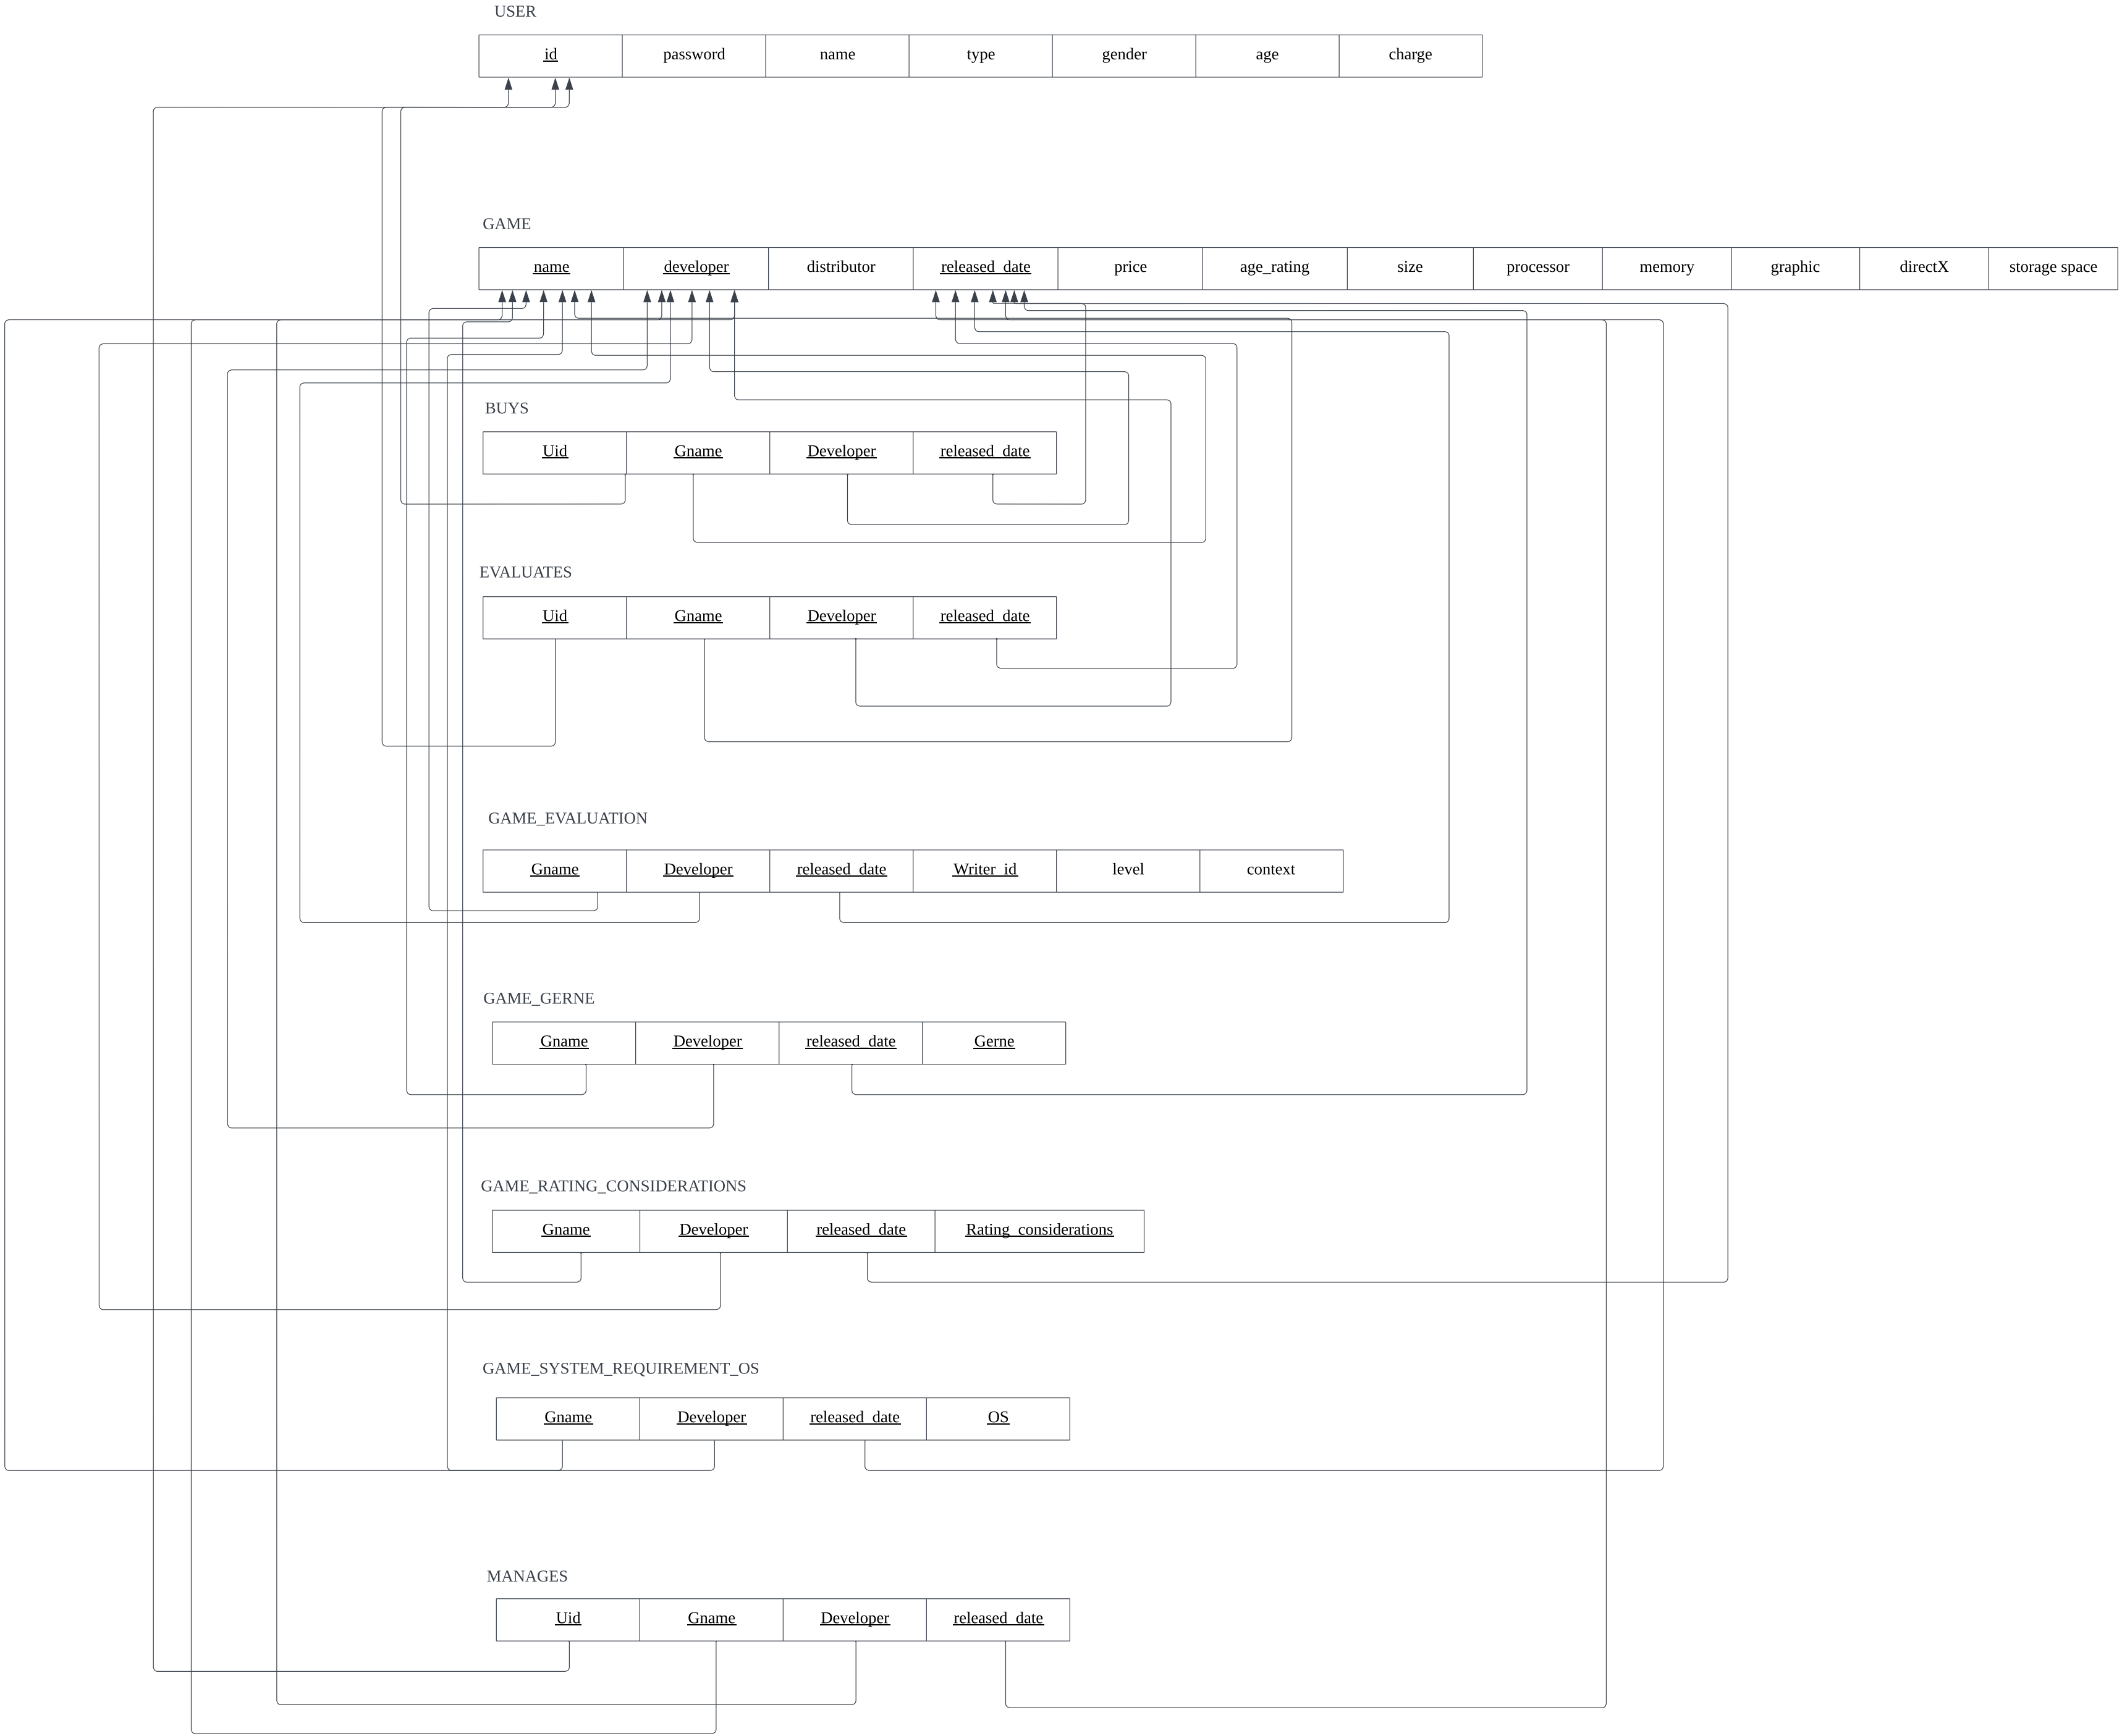 USER
id password name type gender age charge
GAME
name developer distributor released_date price age_rating size processor memory graphic directX storage space
BUYS
Uid Gname Developer released_date
EVALUATES
Uid Gname Developer released_date
GAME_EVALUATION
Gname Developer released_date Writer_id level context
GAME_GERNE
Gname Developer released_date Gerne
GAME_RATING_CONSIDERATIONS
Gname Developer released_date Rating_considerations
GAME_SYSTEM_REQUIREMENT_OS
Gname Developer released_date OS
MANAGES
Uid Gname Developer released_date